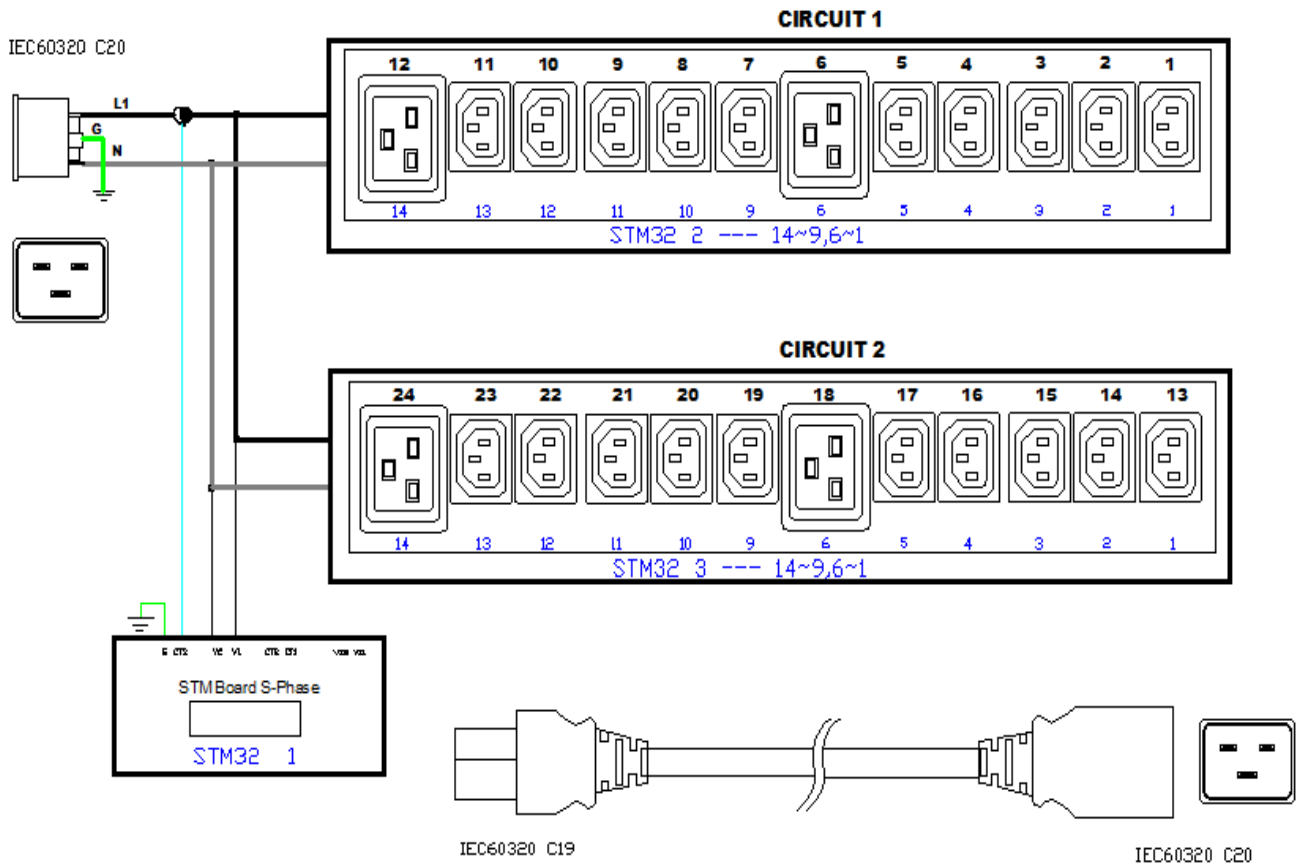 CIRCUIT 1
IEC60320 C20
12 11 10 9 8 7 6 5 4 3 2 1
L1
G
N
14 13 12 11 10 9 6 5 4 3 2 1
STM32 2 --- 14~9,6~1
CIRCUIT 2
24 23 22 21 20 19 18 17 16 15 14 13
14 13 12 11 10 9 6 5 4 3 2 1
STM32 3 --- 14~9,6~1
STM Board S-Phase
STM32 1
IEC60320 C19
IEC60320 C20